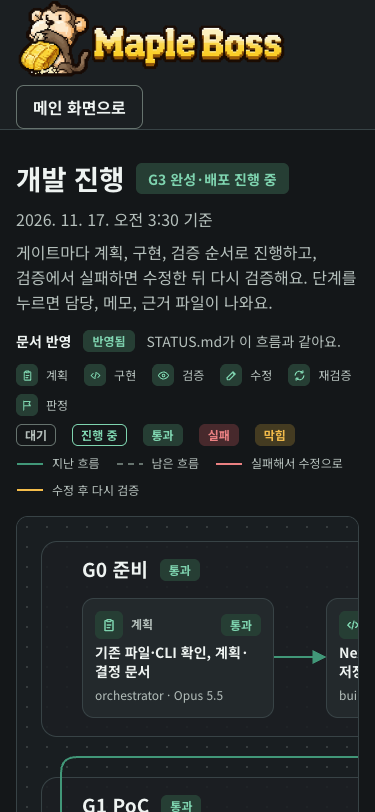 Maple Boss
메인 화면으로
개발 진행 G3 완성·배포 진행 중
2026. 11. 17. 오전 3:30 기준
게이트마다 계획, 구현, 검증 순서로 진행하고,
검증에서 실패하면 수정한 뒤 다시 검증해요. 단계를
누르면 담당, 메모, 근거 파일이 나와요.
문서 반영 반영됨 STATUS.md가 이 흐름과 같아요.
계획 구현 검증 수정 재검증
판정
대기 진행 중 통과 실패 막힘
지난 흐름 남은 흐름 실패해서 수정으로
수정 후 다시 검증
G0 준비 통과
계획 통과
기존 파일·CLI 확인, 계획·
결정 문서
orchestrator · Opus 5.5
G1 PoC 통과